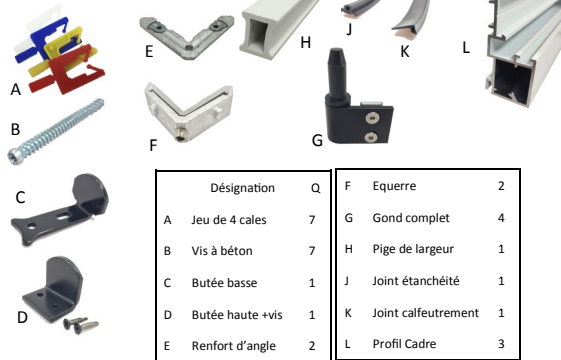 A
B
C
D
E
F
H
G
J
K
L
Désignation Q
A Jeu de 4 cales 7
B Vis à béton 7
C Butée basse 1
D Butée haute +vis 1
E Renfort d'angle 2
F Equerre 2
G Gond complet 4
H Pige de largeur 1
J Joint étanchéité 1
K Joint calfeutrement 1
L Profil Cadre 3